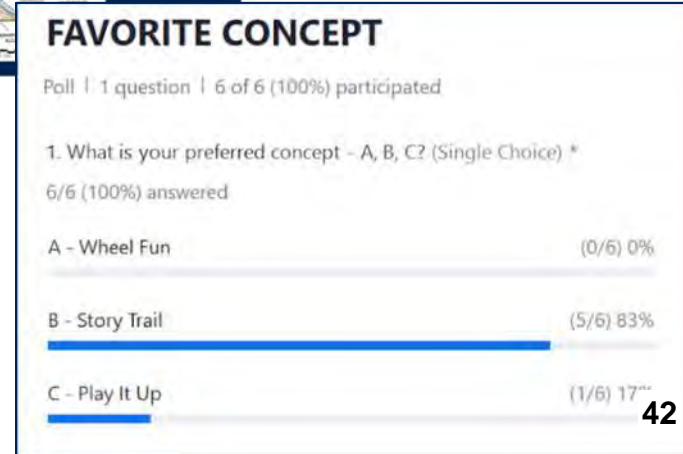 FAVORITE CONCEPT
Poll | 1 question | 6 of 6 (100%) participated
1. What is your preferred concept - A, B, C? (Single Choice) *
6/6 (100%) answered
A - Wheel Fun (0/6) 0%
B - Story Trail (5/6) 83%
C - Play It Up (1/6)
42